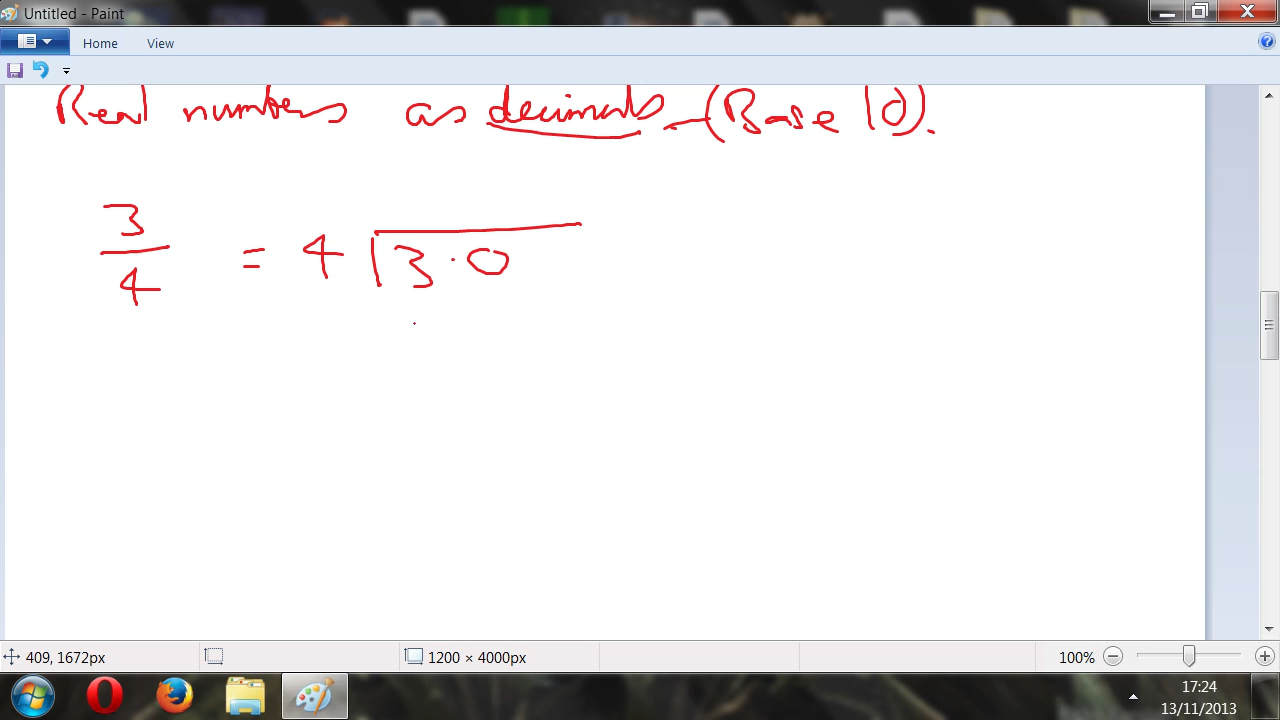 Untitled - Paint
Home View
Real numbers as decimals - (Base 10).
3
4
= 4 3.0
409, 1672px
1200 × 4000px
100%
17:24
13/11/2013